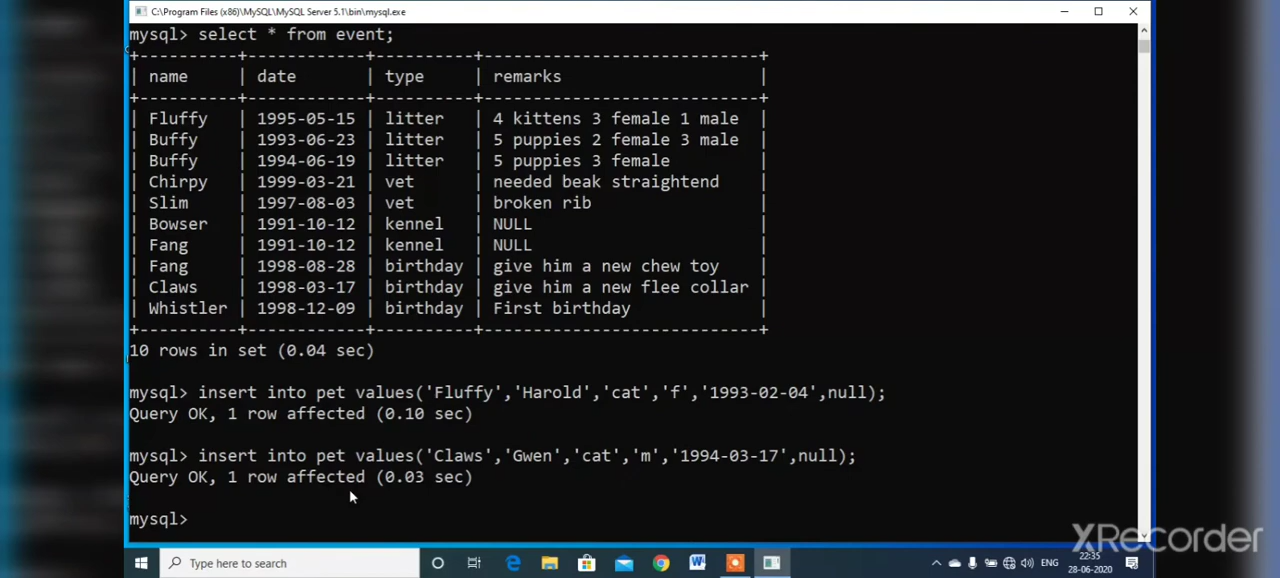 C:\Program Files (x86)\MySQL\MySQL Server 5.1\bin\mysql.exe
mysql> select * from event;
+----------+------------+----------+----------------------------+
| name     | date       | type     | remarks                    |
+----------+------------+----------+----------------------------+
| Fluffy   | 1995-05-15 | litter   | 4 kittens 3 female 1 male  |
| Buffy    | 1993-06-23 | litter   | 5 puppies 2 female 3 male  |
| Buffy    | 1994-06-19 | litter   | 5 puppies 3 female         |
| Chirpy   | 1999-03-21 | vet      | needed beak straightend    |
| Slim     | 1997-08-03 | vet      | broken rib                 |
| Bowser   | 1991-10-12 | kennel   | NULL                       |
| Fang     | 1991-10-12 | kennel   | NULL                       |
| Fang     | 1998-08-28 | birthday | give him a new chew toy    |
| Claws    | 1998-03-17 | birthday | give him a new flee collar |
| Whistler | 1998-12-09 | birthday | First birthday             |
+----------+------------+----------+----------------------------+
10 rows in set (0.04 sec)
mysql> insert into pet values('Fluffy','Harold','cat','f','1993-02-04',null);
Query OK, 1 row affected (0.10 sec)
mysql> insert into pet values('Claws','Gwen','cat','m','1994-03-17',null);
Query OK, 1 row affected (0.03 sec)
mysql>
XRecorder
Type here to search
ENG
22:35
28-06-2020